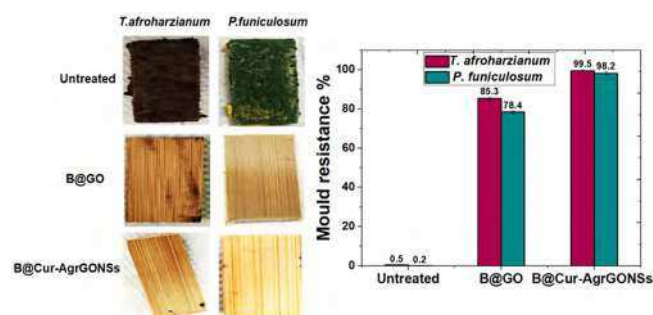 T.afroharzianum P.funiculosum
Untreated
B@GO
B@Cur-AgrGONSs
Mould resistance %
100
80
60
40
20
0
T. afroharzianum
P. funiculosum
0.5 0.2
85.3
78.4
99.5
98.2
Untreated B@GO B@Cur-AgrGONSs